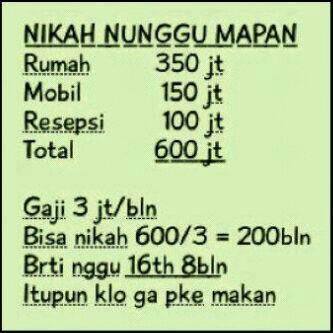 NIKAH NUNGGU MAPAN
Rumah 350 jt
Mobil 150 jt
Resepsi 100 jt
Total 600 jt
Gaji 3 jt/bln
Bisa nikah 600/3 = 200bln
Brti nggu 16th 8bln
Itupun klo ga pke makan